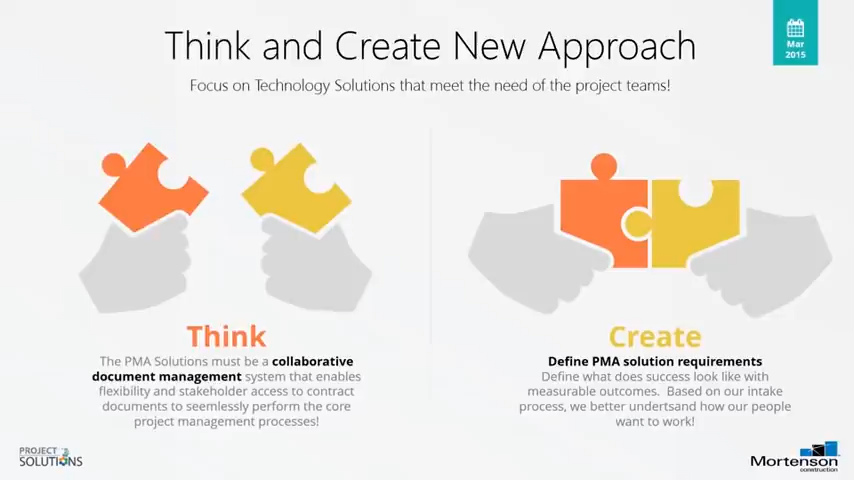 Think and Create New Approach
Mar
2015
Focus on Technology Solutions that meet the need of the project teams!
Think
The PMA Solutions must be a collaborative
document management system that enables
flexibility and stakeholder access to contract
documents to seemlessly perform the core
project management processes!
Create
Define PMA solution requirements
Define what does success look like with
measurable outcomes. Based on our intake
process, we better undertsand how our people
want to work!
PROJECT
SOLUTIONS
Mortenson
construction